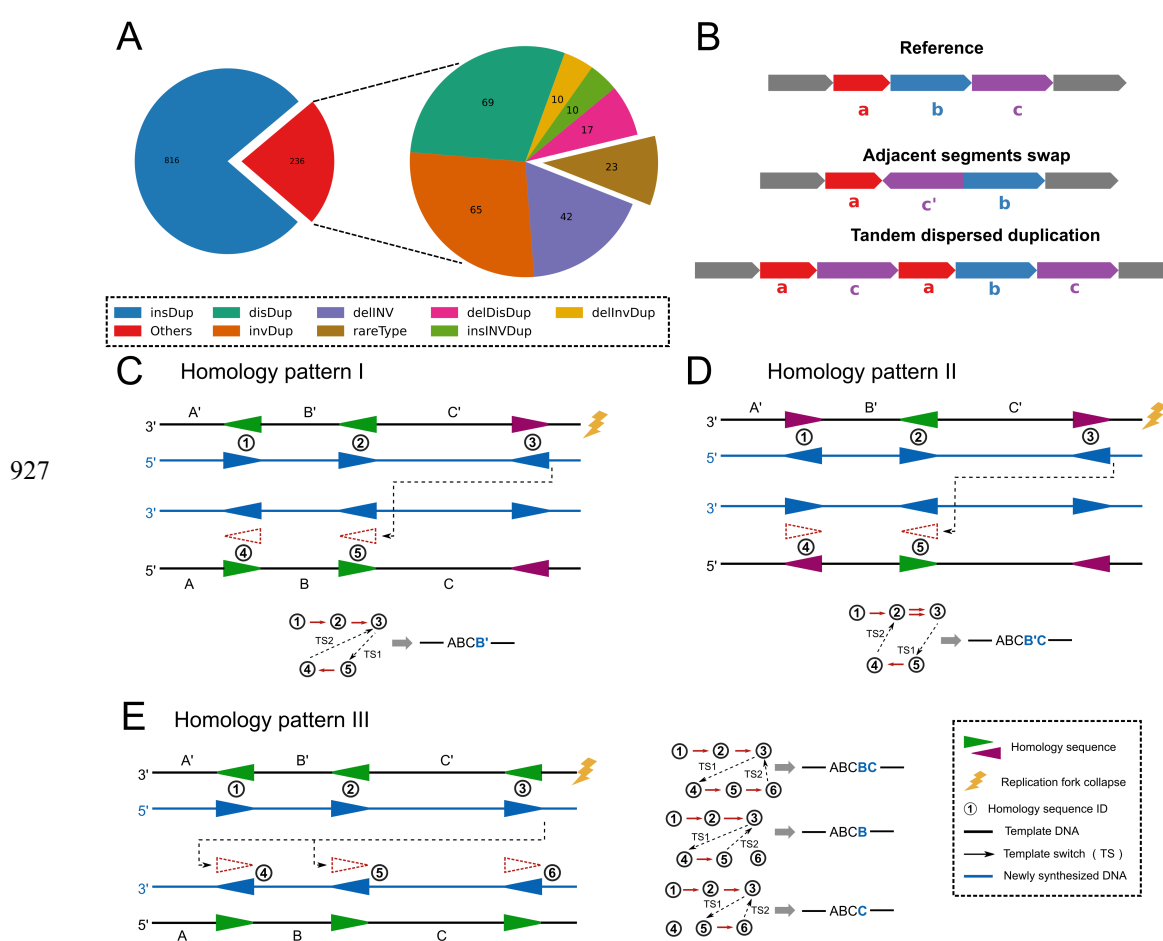 A
816
236
69
10
10
17
23
42
65
insDup
disDup
delINV
delDisDup
delInvDup
Others
invDup
rareType
insINVDup
B
Reference
a
b
c
Adjacent segments swap
a
c'
b
Tandem dispersed duplication
a
c
a
b
c
927
C
Homology pattern I
A' B' C'
3'
1 2 3
5'
3'
4 5
5'
A B C
1 2 3
TS2
TS1
4 5
ABCB'
D
Homology pattern II
A' B' C'
3'
1 2 3
5'
3'
4 5
5'
1 2 3
TS2
TS1
4 5
ABCB'C
E
Homology pattern III
A' B' C'
3'
1 2 3
5'
4 5 6
3'
5'
A B C
1 2 3
TS1
TS2
4 5 6
ABCBC
1 2 3
TS1
TS2
4 5 6
ABCB
1 2 3
TS1
TS2
4 5 6
ABCC
Homology sequence
Replication fork collapse
1 Homology sequence ID
Template DNA
Template switch ( TS )
Newly synthesized DNA